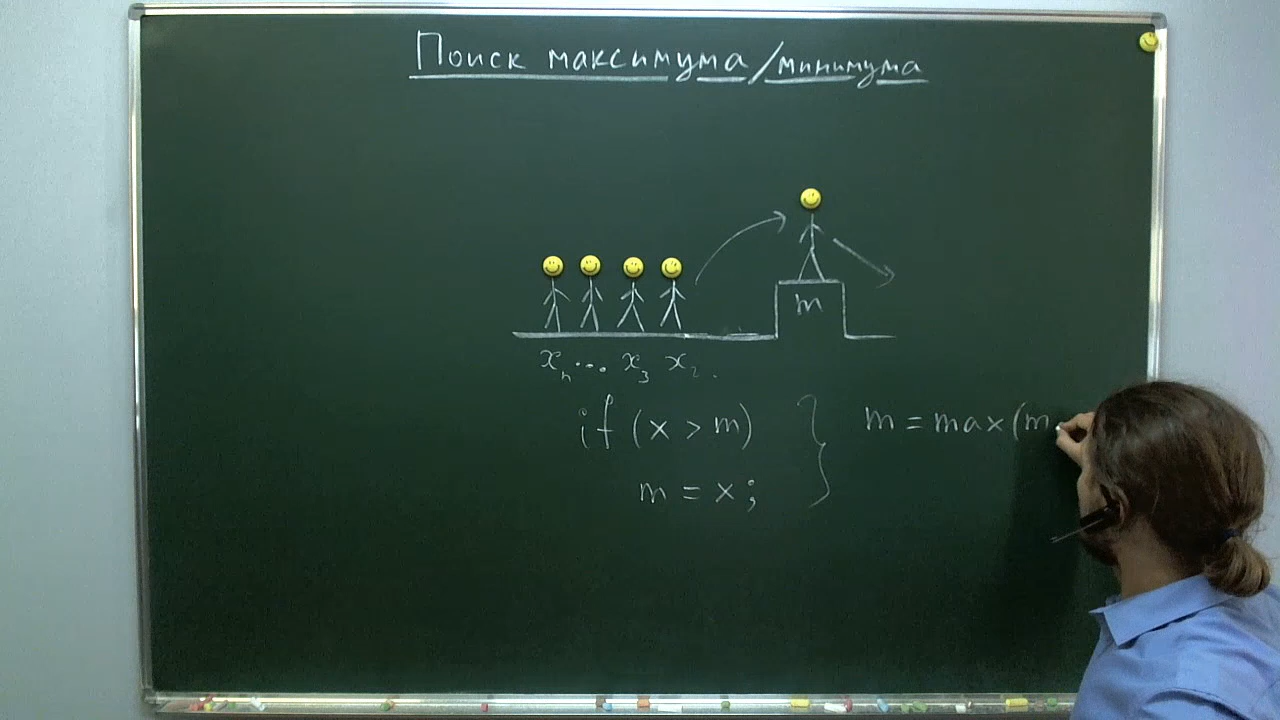 Поиск максимума/минимума
m
xₙ... x₃ x₂.
if (x > m) } m = max(m
m = x;